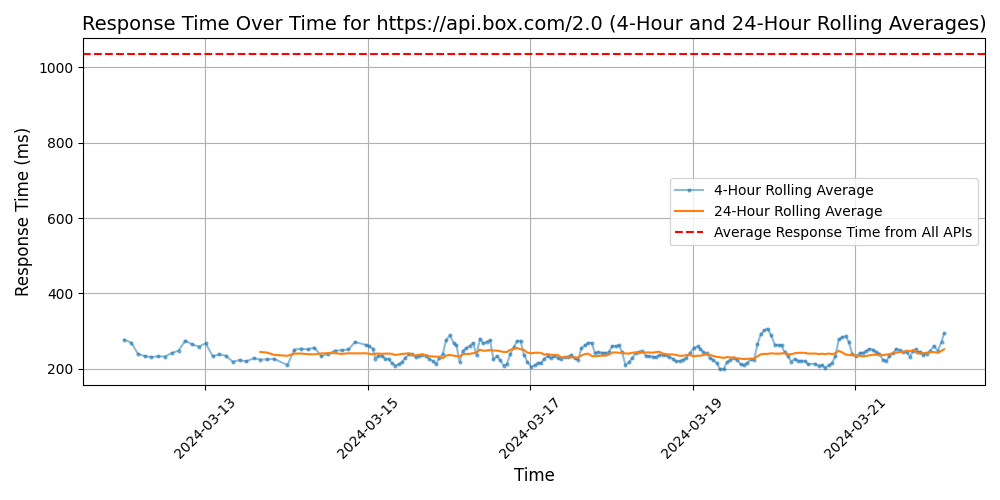 Response Time Over Time for https://api.box.com/2.0 (4-Hour and 24-Hour Rolling Averages)
Response Time (ms)
1000
800
600
400
200
4-Hour Rolling Average
24-Hour Rolling Average
Average Response Time from All APIs
2024-03-13
2024-03-15
2024-03-17
2024-03-19
2024-03-21
Time